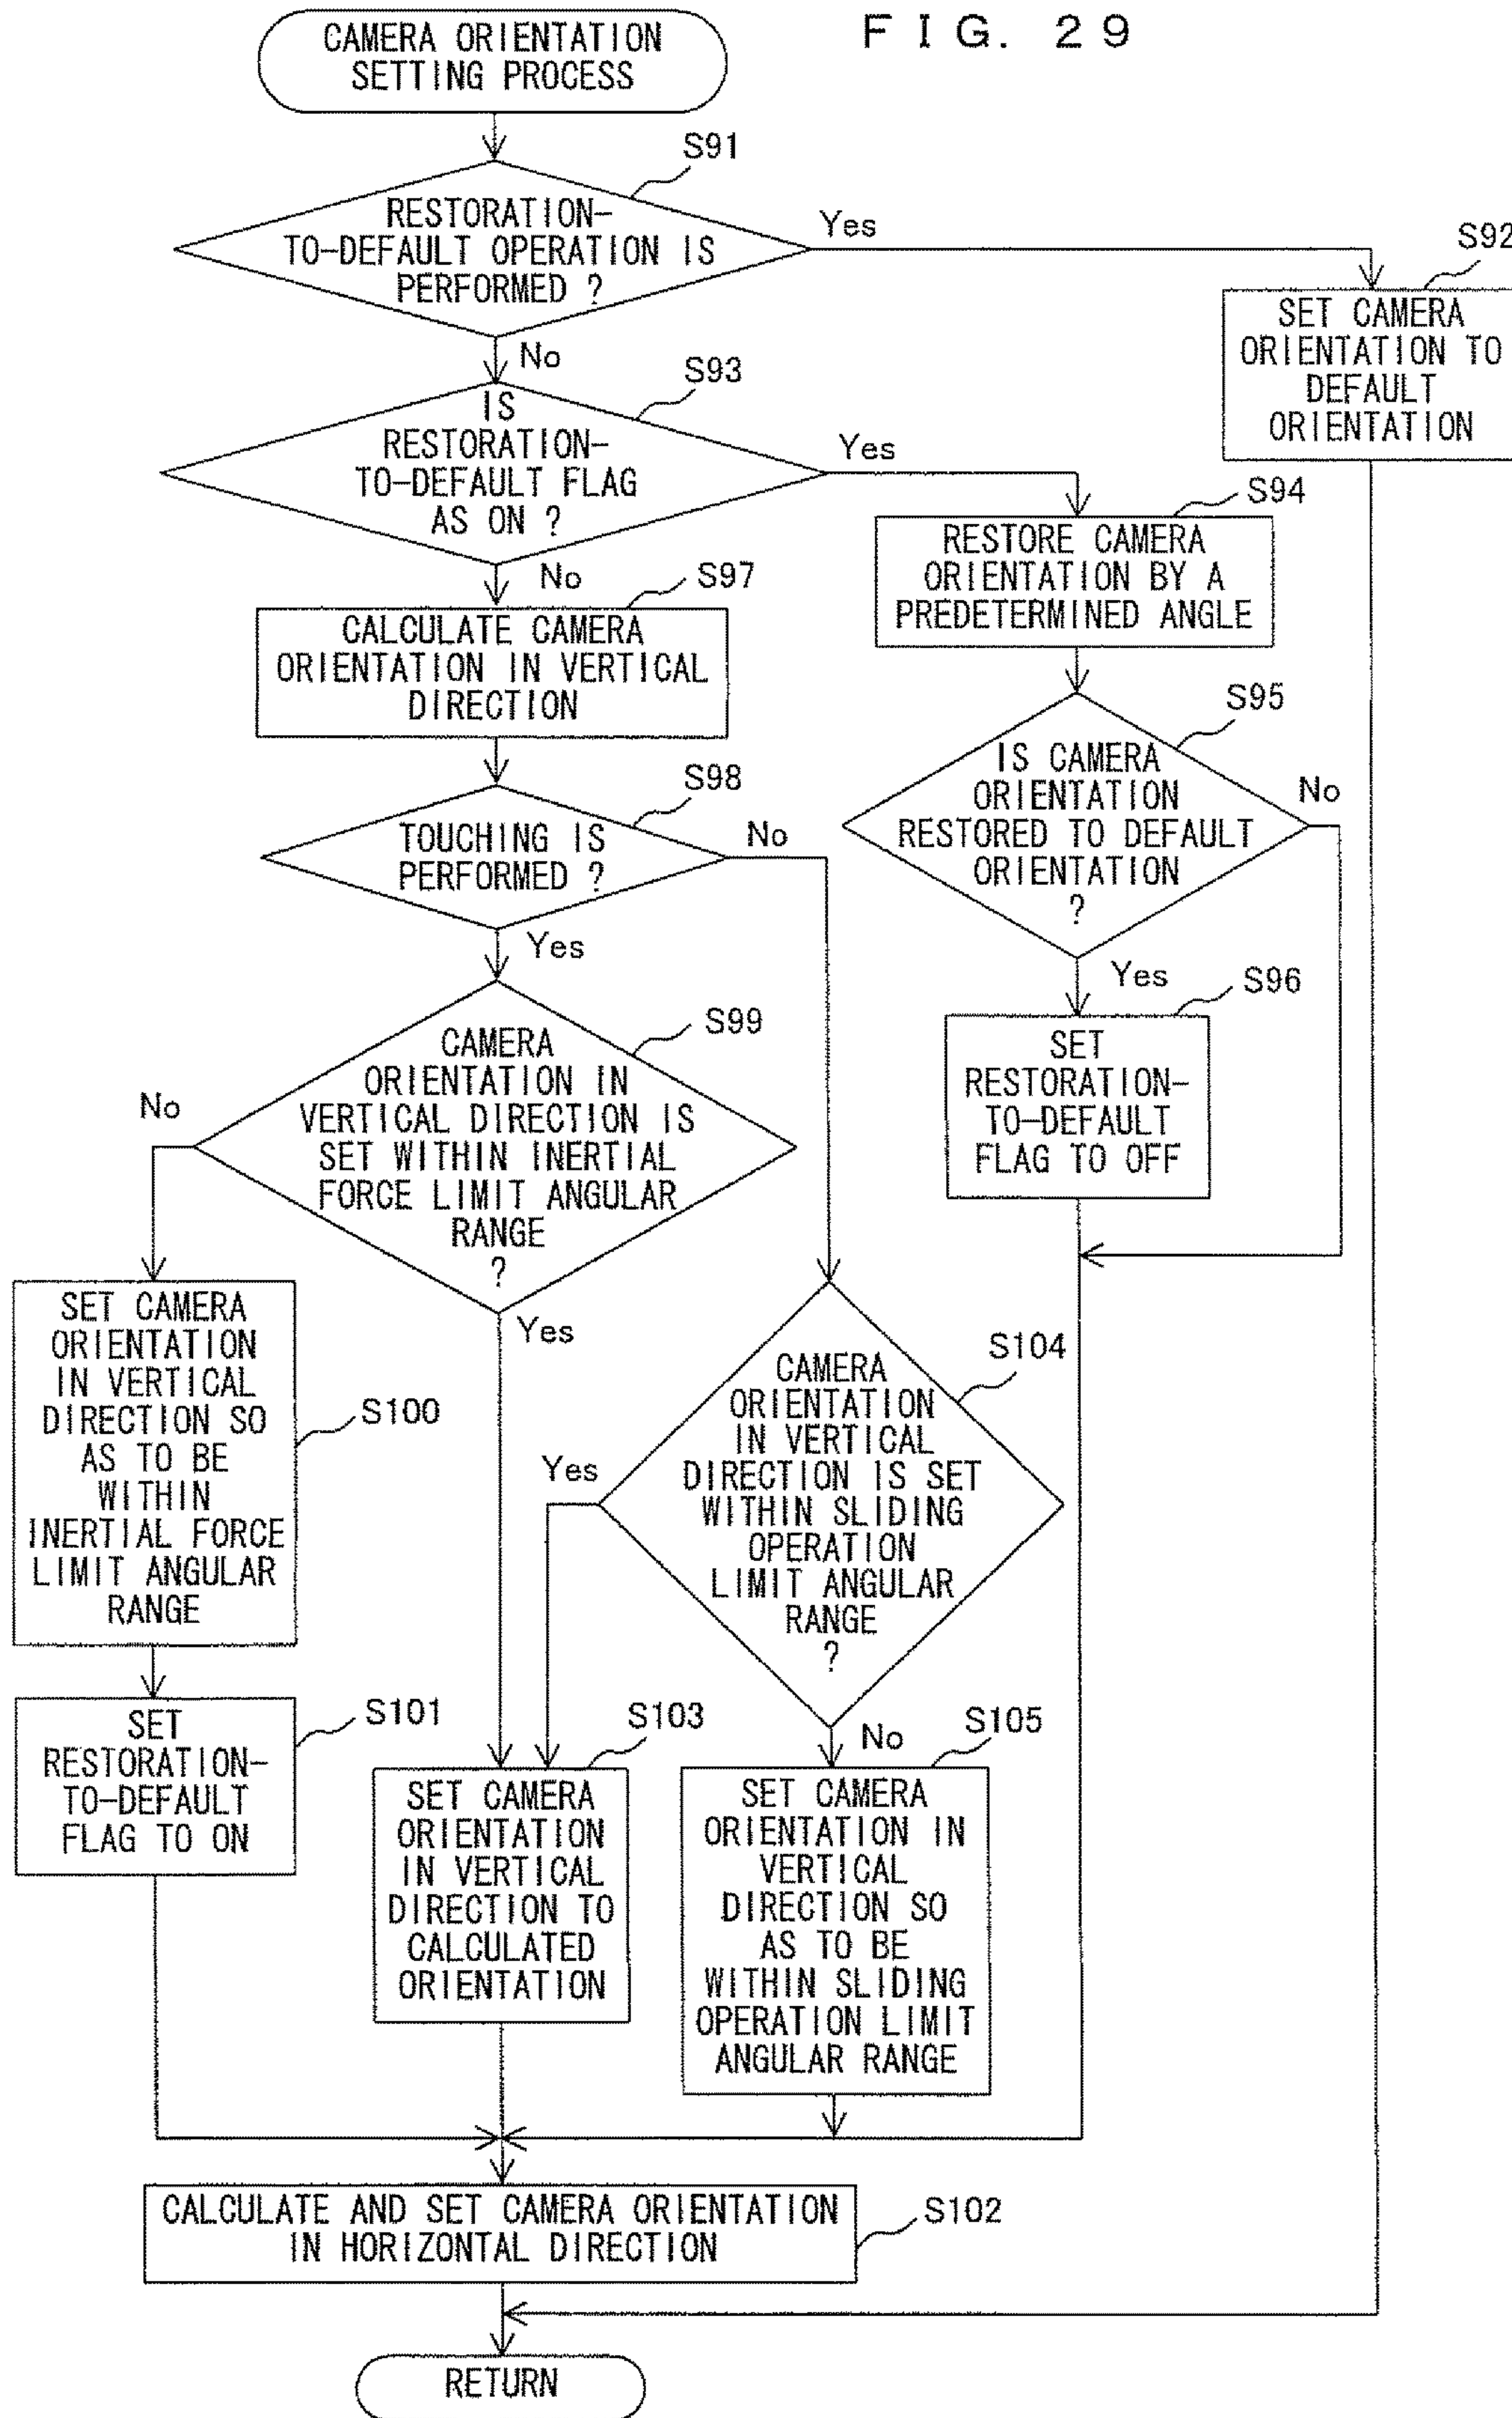 FIG. 29
CAMERA ORIENTATION
SETTING PROCESS
S91
RESTORATION-
TO-DEFAULT OPERATION IS
PERFORMED ?
Yes
No
S92
SET CAMERA
ORIENTATION TO
DEFAULT
ORIENTATION
S93
IS
RESTORATION-
TO-DEFAULT FLAG
AS ON ?
Yes
No
S94
RESTORE CAMERA
ORIENTATION BY A
PREDETERMINED ANGLE
S97
CALCULATE CAMERA
ORIENTATION IN VERTICAL
DIRECTION
S95
IS CAMERA
ORIENTATION
RESTORED TO DEFAULT
ORIENTATION
?
No
Yes
S98
TOUCHING IS
PERFORMED ?
No
Yes
S96
SET
RESTORATION-
TO-DEFAULT
FLAG TO OFF
S99
CAMERA
ORIENTATION IN
VERTICAL DIRECTION IS
SET WITHIN INERTIAL
FORCE LIMIT ANGULAR
RANGE
?
No
Yes
S100
SET CAMERA
ORIENTATION
IN VERTICAL
DIRECTION SO
AS TO BE
WITHIN
INERTIAL FORCE
LIMIT ANGULAR
RANGE
S104
CAMERA
ORIENTATION
IN VERTICAL
DIRECTION IS SET
WITHIN SLIDING
OPERATION
LIMIT ANGULAR
RANGE
?
Yes
No
S101
SET
RESTORATION-
TO-DEFAULT
FLAG TO ON
S103
SET CAMERA
ORIENTATION
IN VERTICAL
DIRECTION TO
CALCULATED
ORIENTATION
S105
SET CAMERA
ORIENTATION IN
VERTICAL
DIRECTION SO
AS TO BE
WITHIN SLIDING
OPERATION LIMIT
ANGULAR RANGE
CALCULATE AND SET CAMERA ORIENTATION
IN HORIZONTAL DIRECTION
S102
RETURN